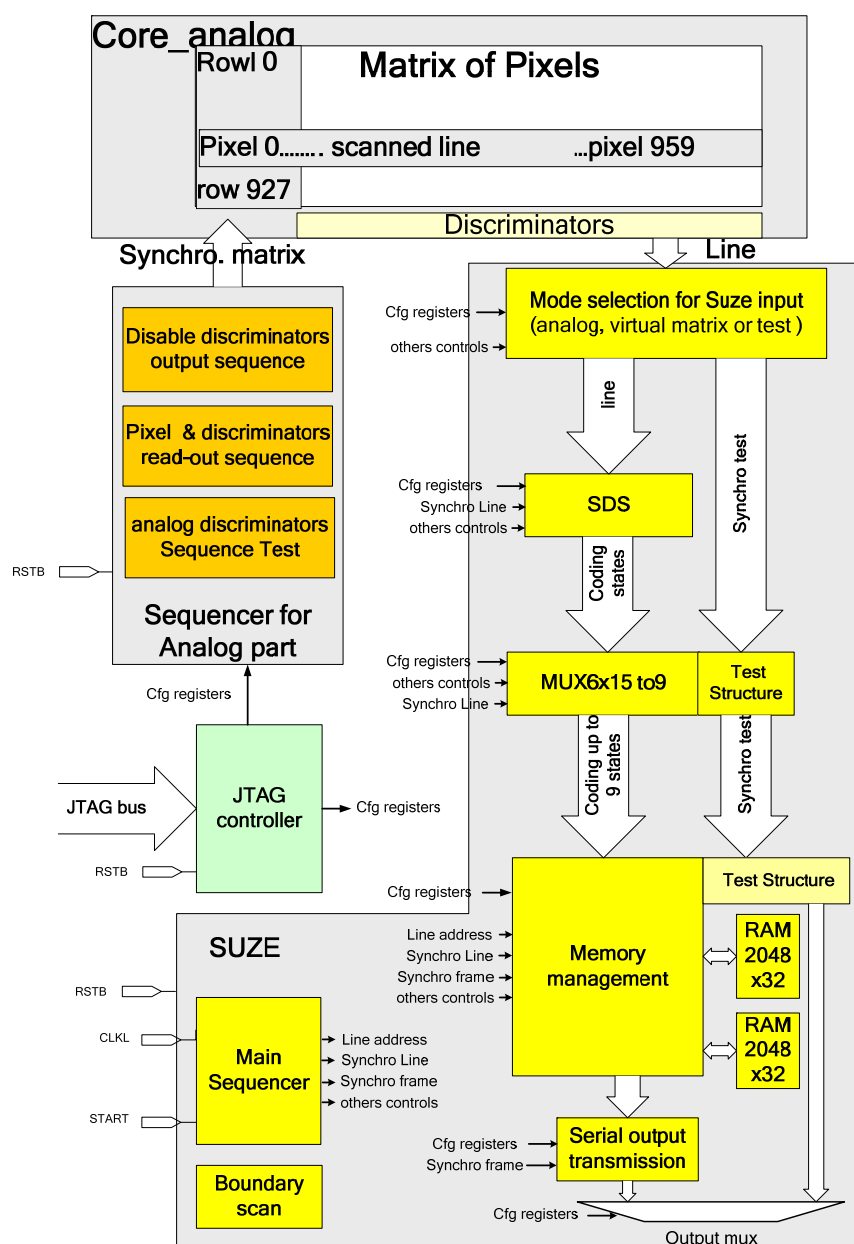 Core_analog
Rowl 0
Matrix of Pixels
Pixel 0....... . scanned line ...pixel 959
row 927
Discriminators
Synchro. matrix
Line
Disable discriminators
output sequence
Pixel & discriminators
read-out sequence
analog discriminators
Sequence Test
RSTB
Sequencer for
Analog part
Cfg registers
JTAG bus
JTAG
controller
Cfg registers
RSTB
Mode selection for Suze input
(analog, virtual matrix or test )
Cfg registers
others controls
line
Synchro test
Cfg registers
Synchro Line
others controls
SDS
Coding
states
Cfg registers
others controls
Synchro Line
MUX6x15 to9
Test
Structure
Coding up to
9 states
Synchro test
Cfg registers
Line address
Synchro Line
Synchro frame
others controls
Memory
management
Test Structure
RAM
2048
x32
RAM
2048
x32
SUZE
RSTB
CLKL
START
Main
Sequencer
Line address
Synchro Line
Synchro frame
others controls
Boundary
scan
Cfg registers
Synchro frame
Serial output
transmission
Cfg registers
Output mux